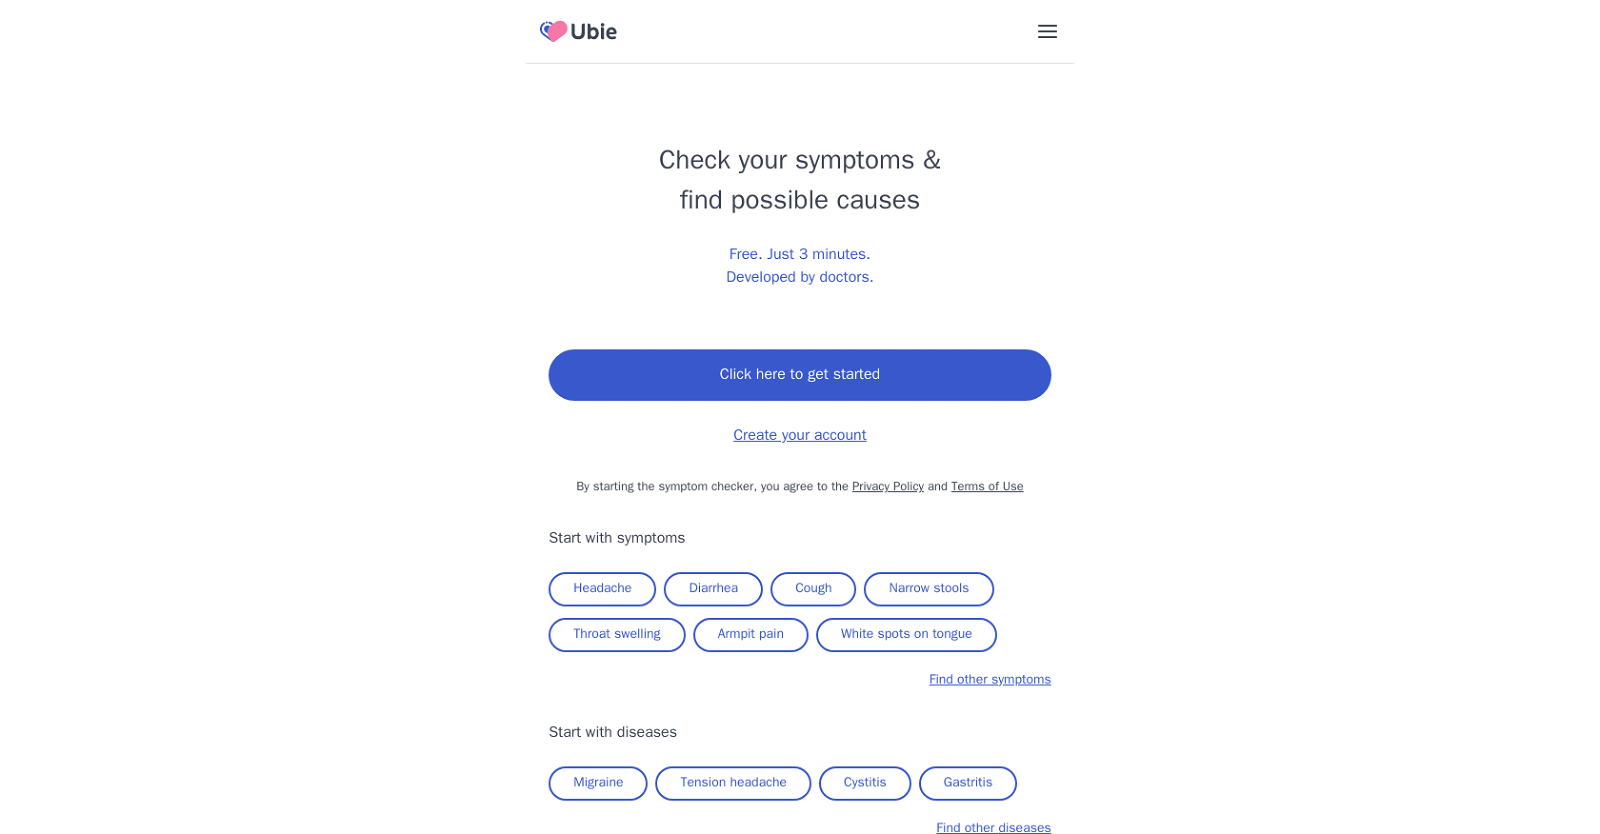 Ubie
Check your symptoms &
find possible causes
Free. Just 3 minutes.
Developed by doctors.
Click here to get started
Create your account
By starting the symptom checker, you agree to the Privacy Policy and Terms of Use
Start with symptoms
Headache Diarrhea Cough Narrow stools
Throat swelling Armpit pain White spots on tongue
Find other symptoms
Start with diseases
Migraine Tension headache Cystitis Gastritis
Find other diseases